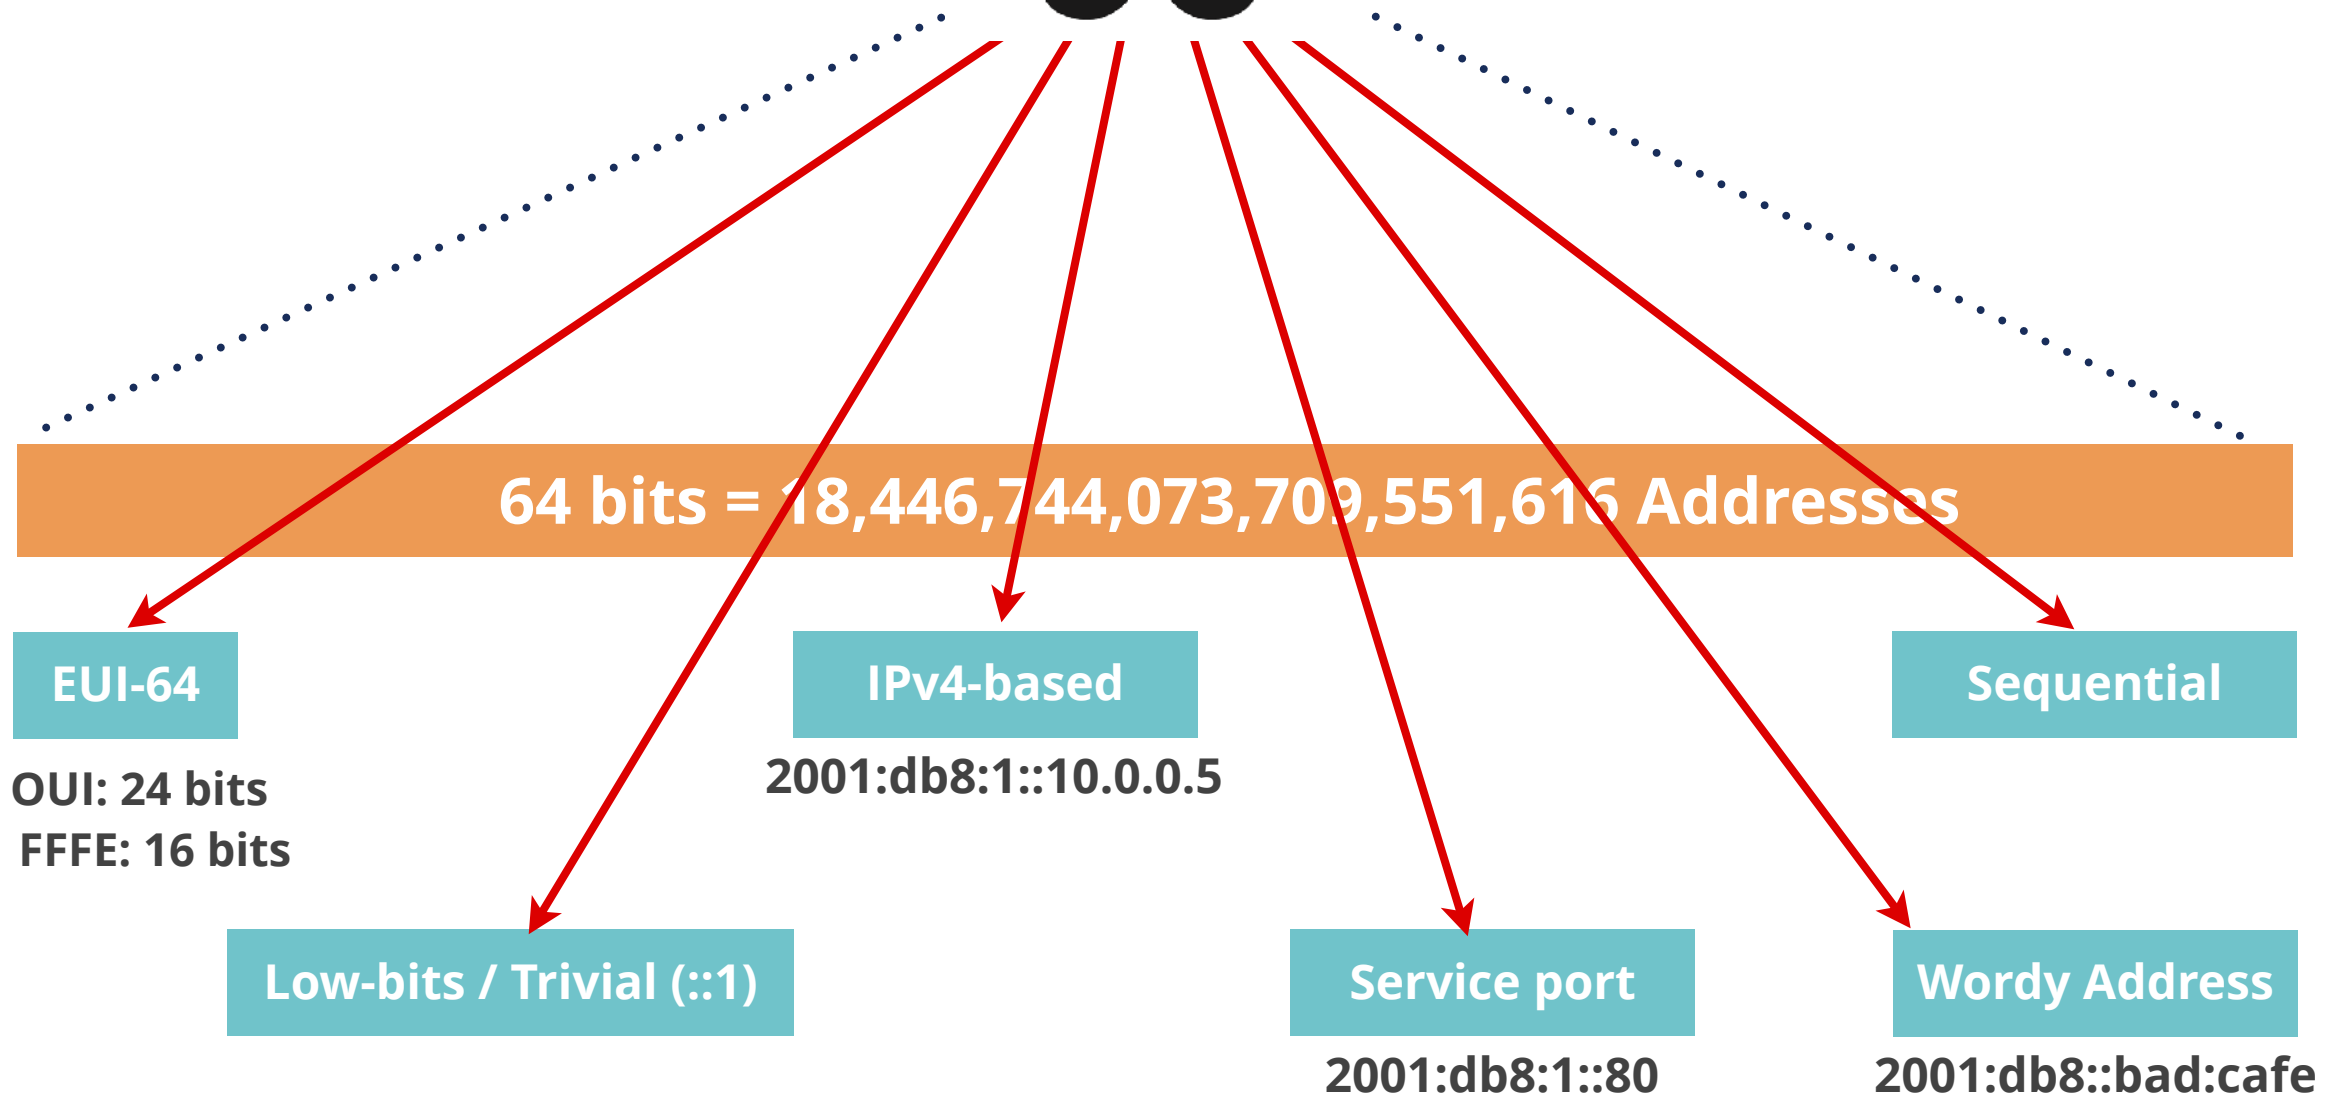 64 bits = 18,446,744,073,709,551,616 Addresses
EUI-64
OUI: 24 bits
FFFE: 16 bits
IPv4-based
2001:db8:1::10.0.0.5
Sequential
Low-bits / Trivial (::1)
Service port
2001:db8:1::80
Wordy Address
2001:db8::bad:cafe